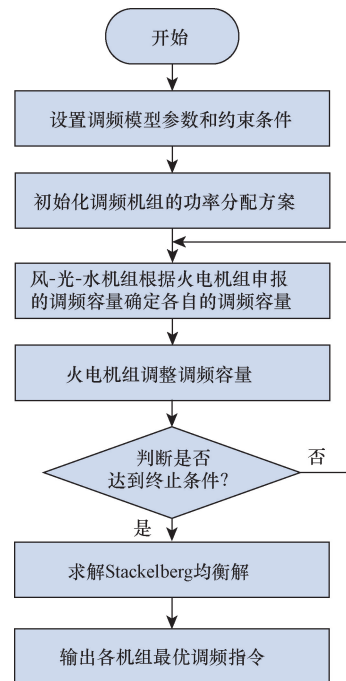 开始
设置调频模型参数和约束条件
初始化调频机组的功率分配方案
风-光-水机组根据火电机组申报
的调频容量确定各自的调频容量
火电机组调整调频容量
判断是否
达到终止条件?
否
是
求解Stackelberg均衡解
输出各机组最优调频指令